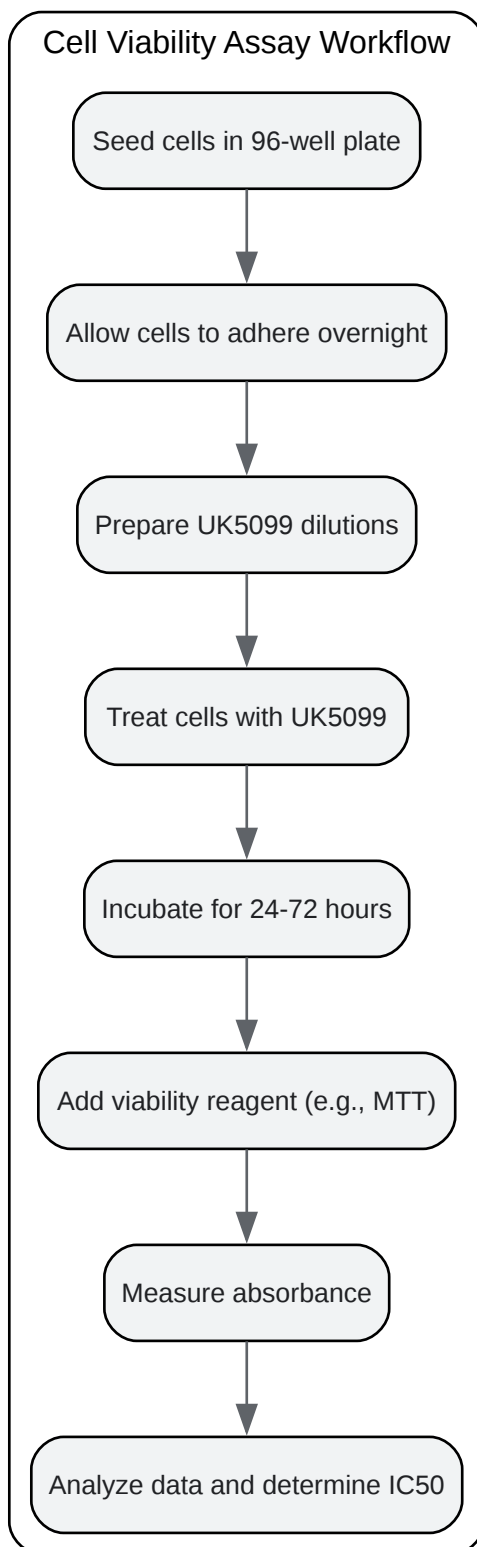 Cell Viability Assay Workflow
Seed cells in 96-well plate
Allow cells to adhere overnight
Prepare UK5099 dilutions
Treat cells with UK5099
Incubate for 24-72 hours
Add viability reagent (e.g., MTT)
Measure absorbance
Analyze data and determine IC50